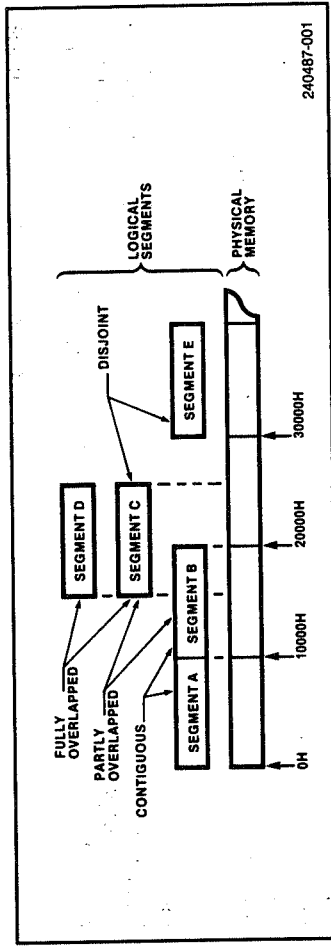 FULLY
OVERLAPPED
PARTLY
OVERLAPPED
CONTIGUOUS
SEGMENT D
SEGMENT C
SEGMENT A
SEGMENT B
SEGMENT E
DISJOINT
LOGICAL
SEGMENTS
PHYSICAL
MEMORY
0H
10000H
20000H
30000H
240487-001